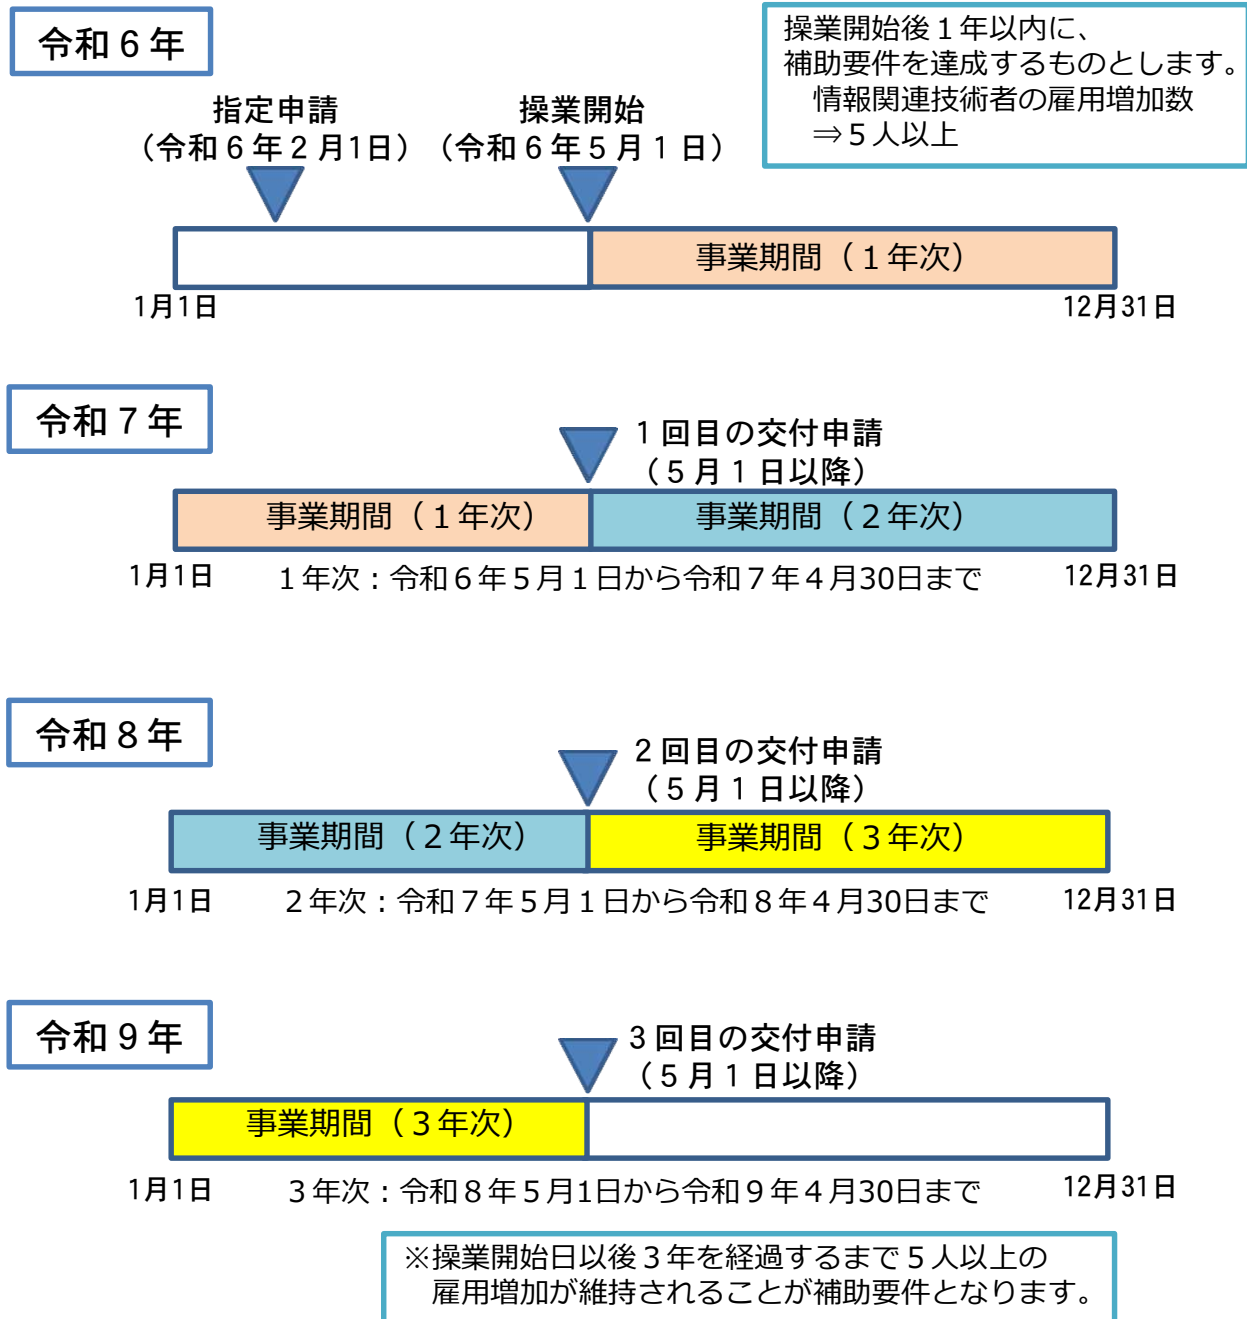 令和６年
操業開始後１年以内に、
補助要件を達成するものとします。
情報関連技術者の雇用増加数
⇒５人以上
指定申請
（令和６年２月1日）
操業開始
（令和６年５月１日）
事業期間（１年次）
1月1日
12月31日
令和７年
１回目の交付申請
（５月１日以降）
事業期間（１年次）
事業期間（２年次）
1月1日
１年次：令和６年５月１日から令和７年４月30日まで
12月31日
令和８年
２回目の交付申請
（５月１日以降）
事業期間（２年次）
事業期間（３年次）
1月1日
２年次：令和７年５月１日から令和８年４月30日まで
12月31日
令和９年
３回目の交付申請
（５月１日以降）
事業期間（３年次）
1月1日
３年次：令和８年５月1日から令和９年４月30日まで
12月31日
※操業開始日以後３年を経過するまで５人以上の
雇用増加が維持されることが補助要件となります。